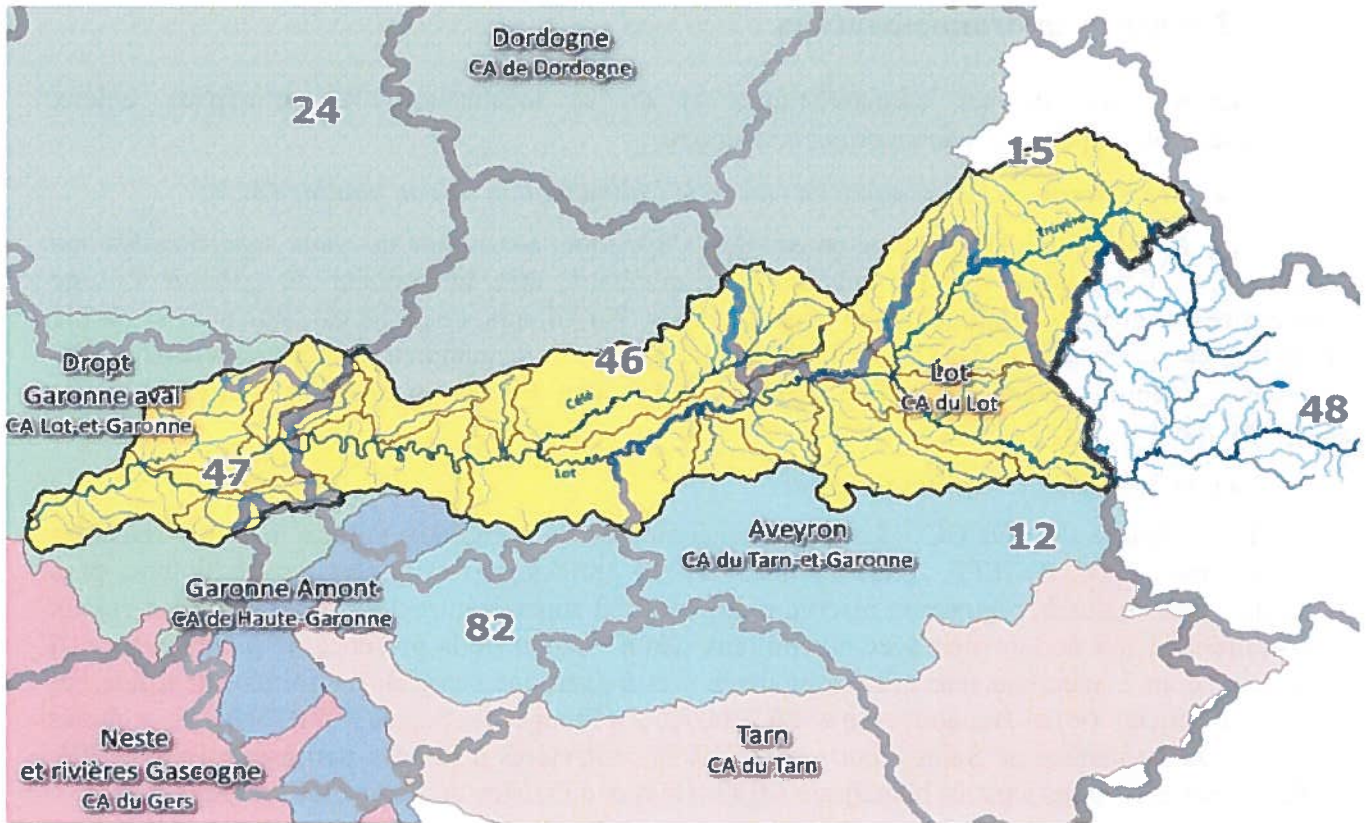 Dordogne
CA de Dordogne
24
15
Truyère
46
Dropt
Garonne aval
CA Lot-et-Garonne
Célé
Lot
CA du Lot
48
47
Lot
Aveyron
CA du Tarn-et-Garonne
12
Garonne Amont
CA de Haute-Garonne
82
Neste
et rivières Gascogne
CA du Gers
Tarn
CA du Tarn